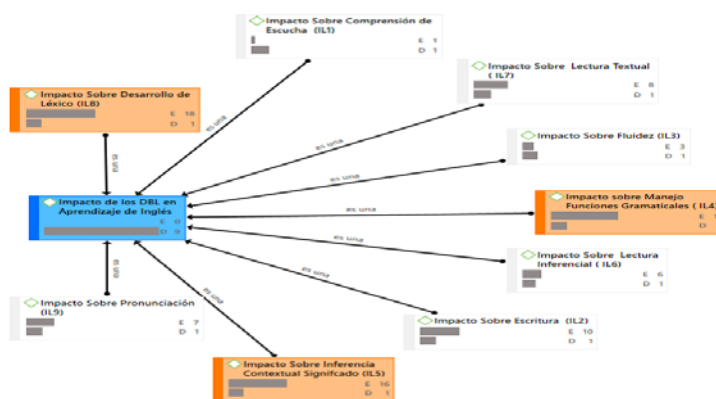 Impacto Sobre Comprensión de
Escucha (IL1)
E 1
D 1
Impacto Sobre Lectura Textual
( IL7)
E 8
D 1
Impacto Sobre Desarrollo de
Léxico (IL8)
E 18
D 1
Impacto Sobre Fluidez (IL3)
E 3
D 1
Impacto de los DBL en
Aprendizaje de Inglés
E 0
D 9
Impacto sobre Manejo
Funciones Gramaticales ( IL4)
E
D
Impacto Sobre Lectura
Inferencial ( IL6)
E 6
D 1
Impacto Sobre Pronunciación
(IL9)
E 7
D 1
Impacto Sobre Escritura (IL2)
E 10
D 1
Impacto Sobre Inferencia
Contextual Signifcado (IL5)
E 16
D 1
es una
es una
es una
es una
es una
es una
es una
es una
es una